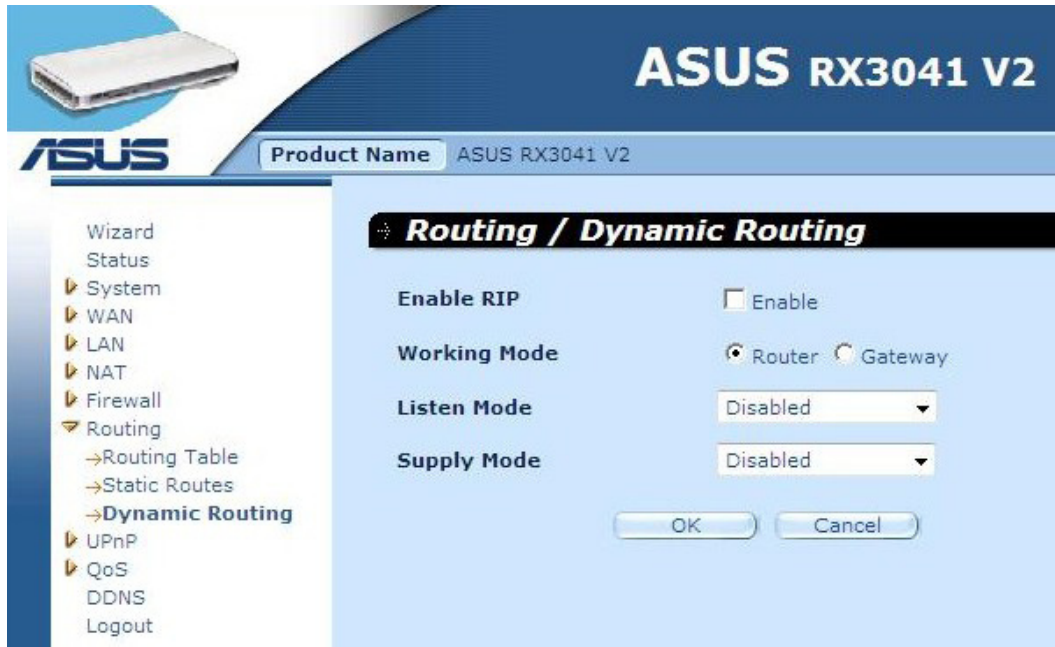 ASUS RX3041 V2
ASUS
Product Name ASUS RX3041 V2
Wizard
Status
System
WAN
LAN
NAT
Firewall
Routing
→Routing Table
→Static Routes
→Dynamic Routing
UPnP
QoS
DDNS
Logout
Routing / Dynamic Routing
Enable RIP Enable
Working Mode Router Gateway
Listen Mode Disabled
Supply Mode Disabled
OK Cancel